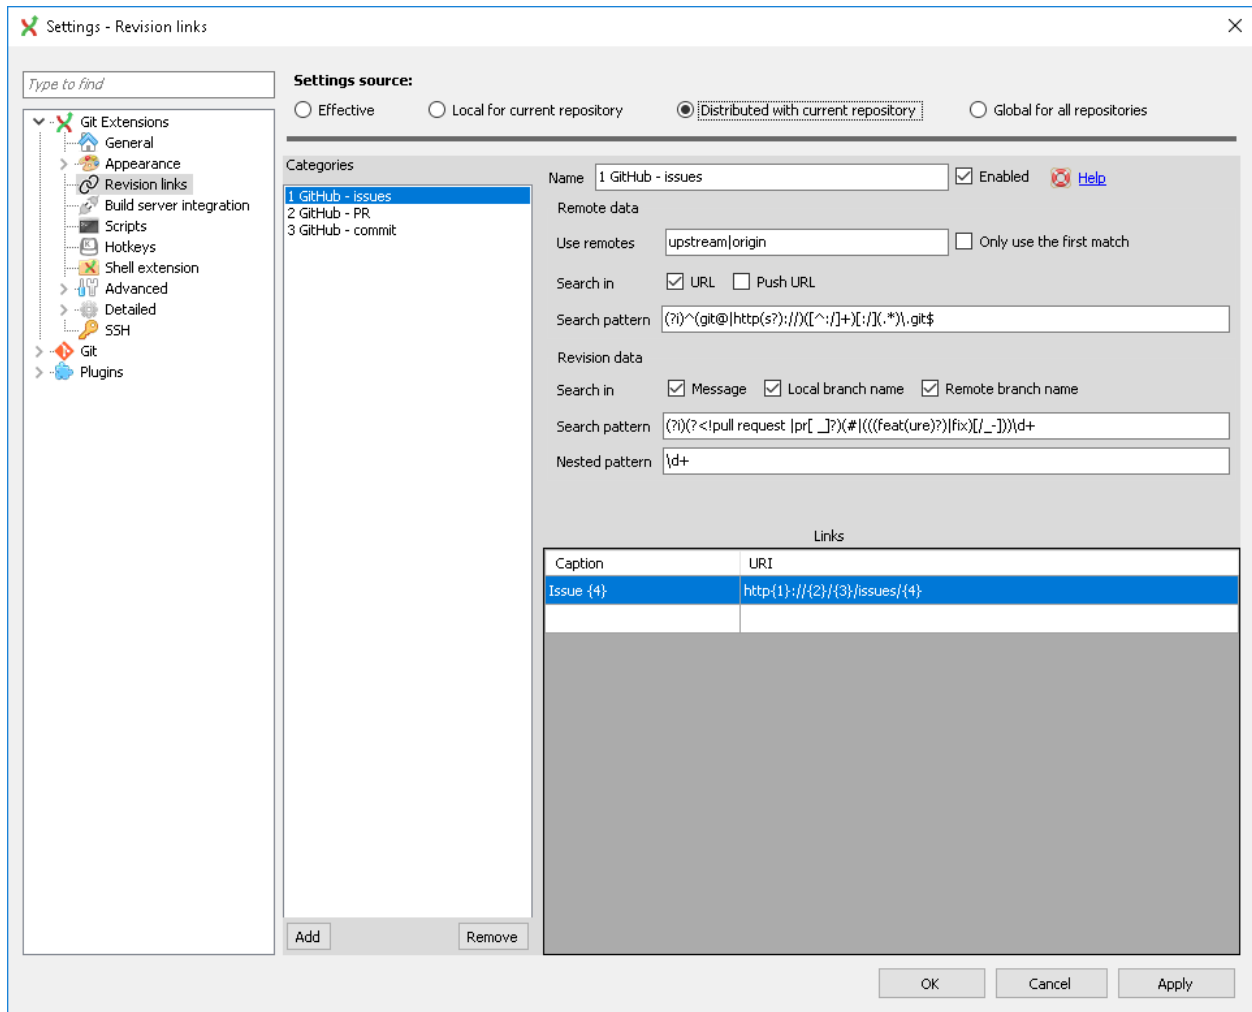 Settings - Revision links
Type to find
Git Extensions
General
Appearance
Revision links
Build server integration
Scripts
Hotkeys
Shell extension
Advanced
Detailed
SSH
Git
Plugins
Settings source:
Effective
Local for current repository
Distributed with current repository
Global for all repositories
Categories
1 GitHub - issues
2 GitHub - PR
3 GitHub - commit
Add
Remove
Name 1 GitHub - issues Enabled Help
Remote data
Use remotes upstream|origin Only use the first match
Search in URL Push URL
Search pattern (?i)^(git@|http(s?)://)([^:/]+)[:/](.*)\.git$
Revision data
Search in Message Local branch name Remote branch name
Search pattern (?i)(?<!pull request |pr[ _]?)(#|(((feat(ure)?)|fix)[/_-]))\d+
Nested pattern \d+
Links
Caption URI
Issue {4} http{1}://{2}/{3}/issues/{4}
OK Cancel Apply